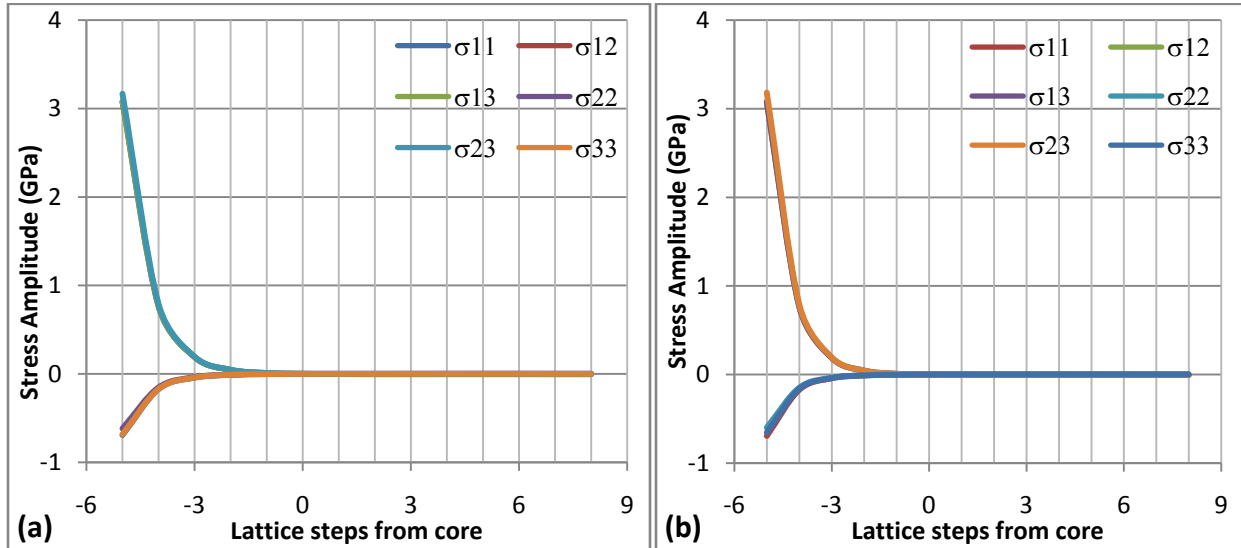 4
3
2
1
0
-1
Stress Amplitude (GPa)
σ11 σ12
σ13 σ22
σ23 σ33
-6 -3 0 3 6 9
Lattice steps from core
(a)
4
3
2
1
0
-1
Stress Amplitude (GPa)
σ11 σ12
σ13 σ22
σ23 σ33
-6 -3 0 3 6 9
Lattice steps from core
(b)